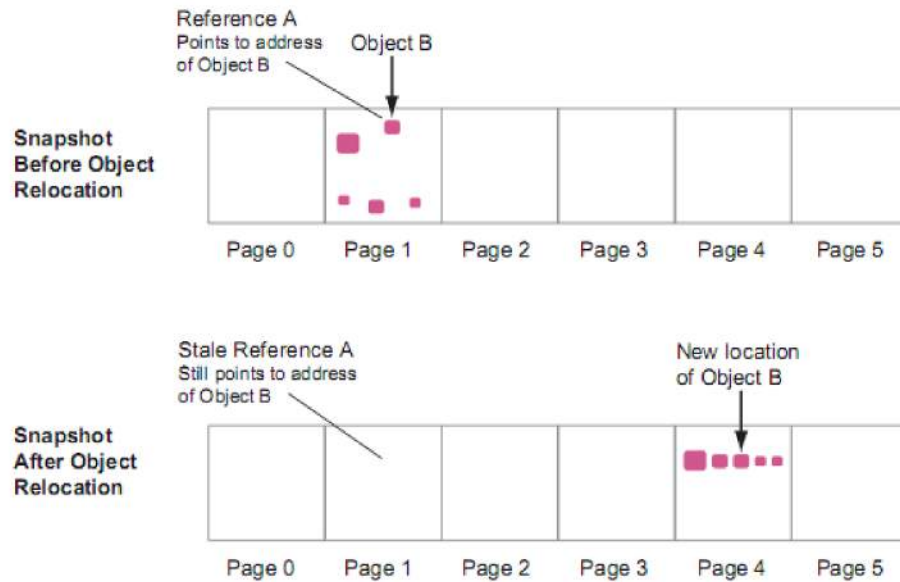 Reference A
Points to address
of Object B
Object B
Snapshot
Before Object
Relocation
Page 0
Page 1
Page 2
Page 3
Page 4
Page 5
Stale Reference A
Still points to address
of Object B
New location
of Object B
Snapshot
After Object
Relocation
Page 0
Page 1
Page 2
Page 3
Page 4
Page 5